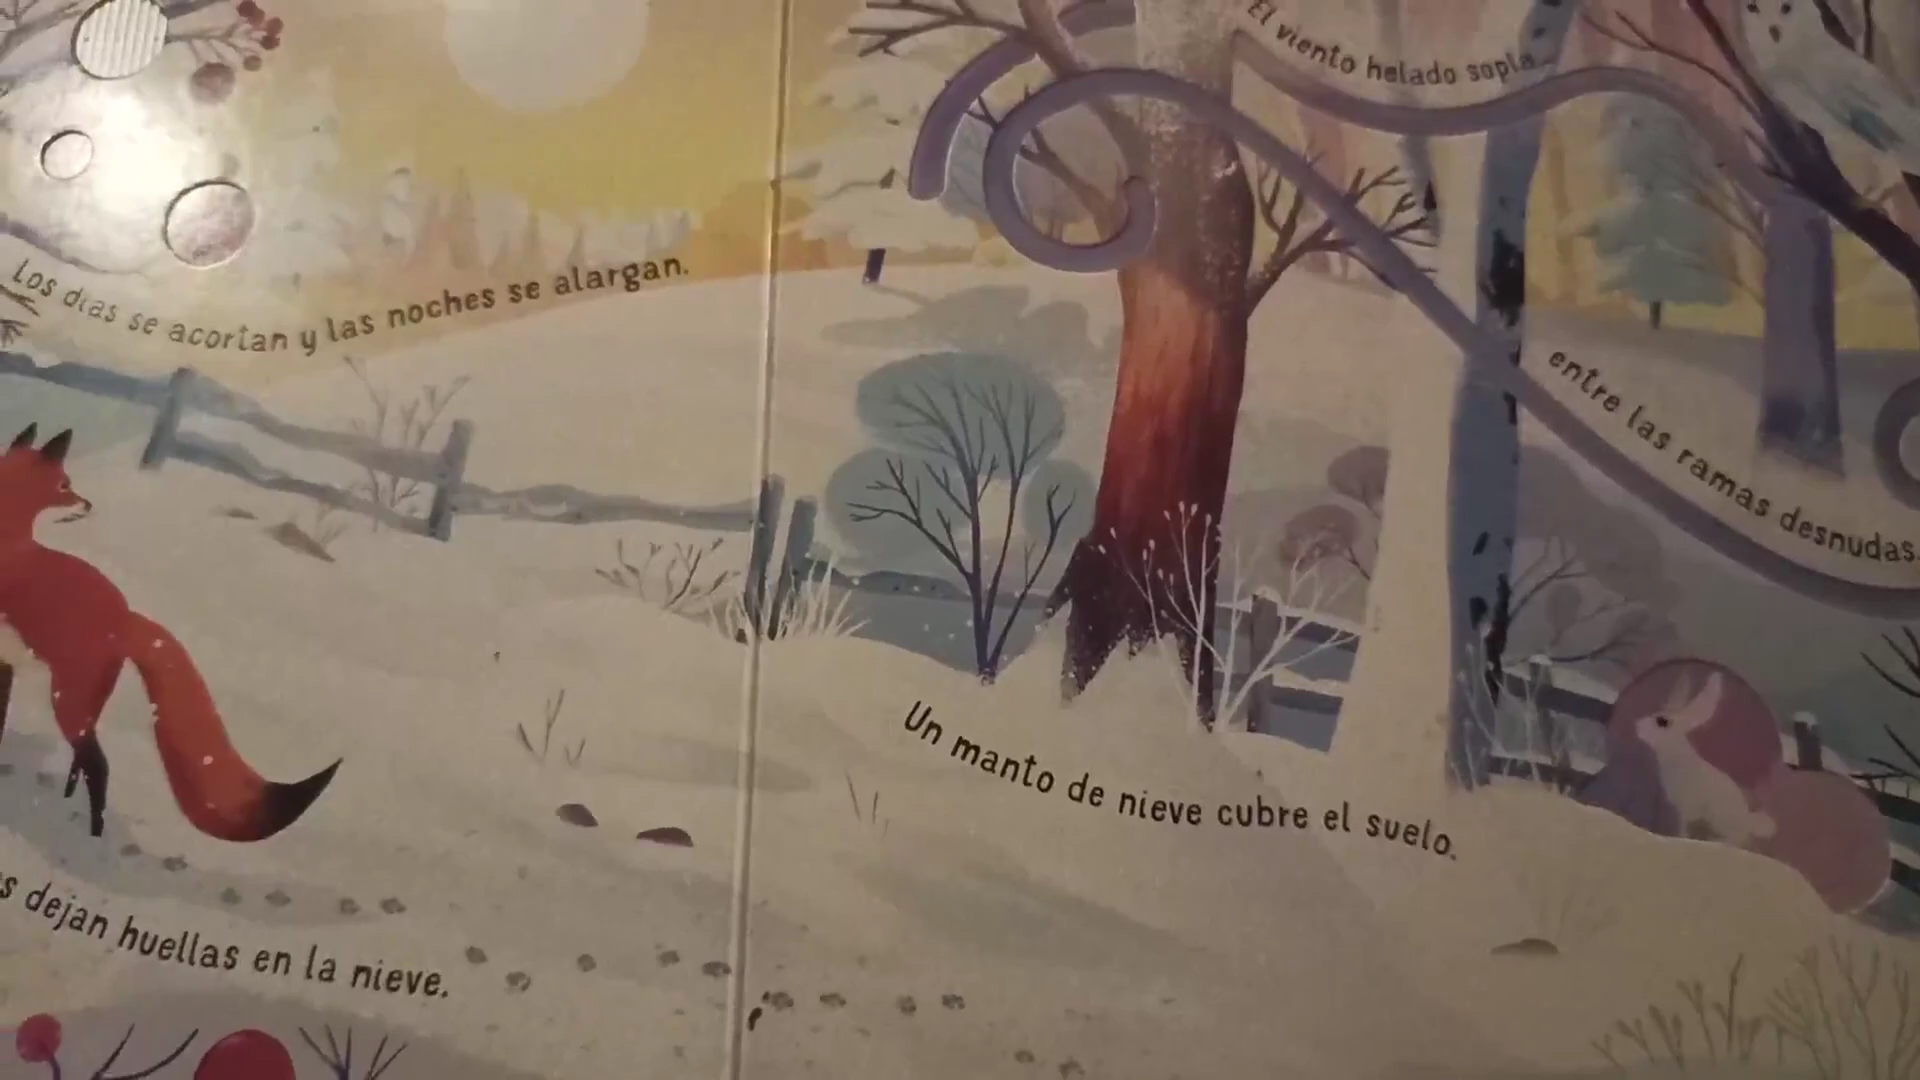 Los días se acortan y las noches se alargan.
dejan huellas en la nieve.
El viento helado sopla
entre las ramas desnudas.
Un manto de nieve cubre el suelo.